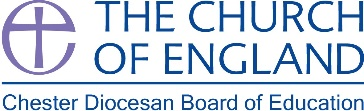 THE CHURCH
OF ENGLAND
Chester Diocesan Board of Education